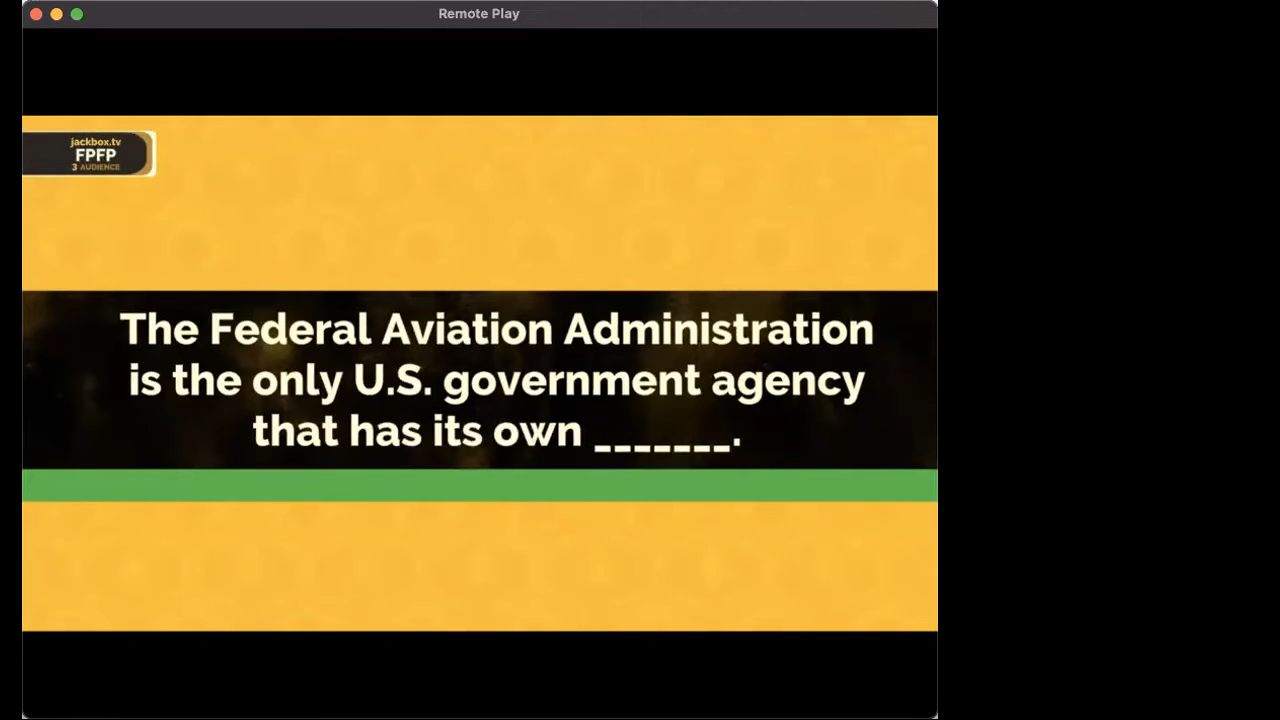 Remote Play
jackbox.tv
FPFP
3 AUDIENCE
The Federal Aviation Administration
is the only U.S. government agency
that has its own _______.